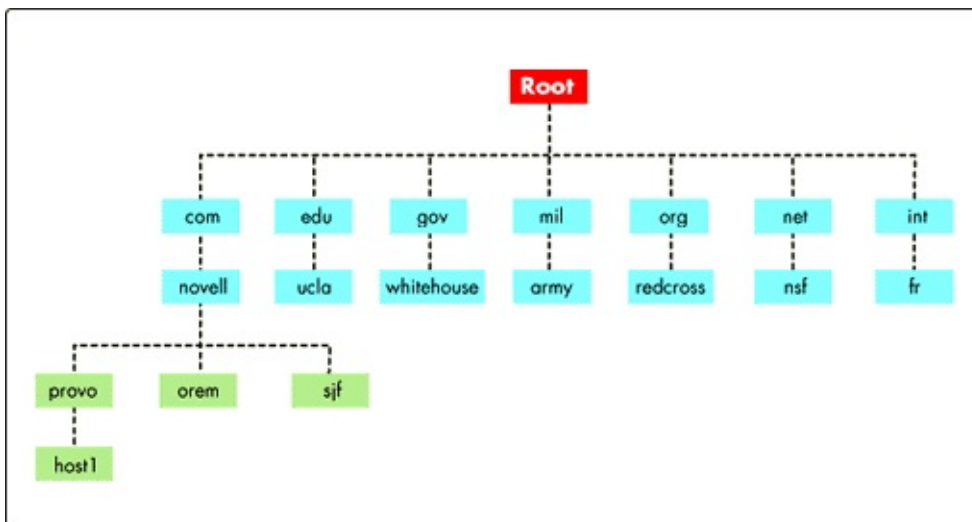 Root
com edu gov mil org net int
novell ucla whitehouse army redcross nsf fr
provo orem sjf
host1